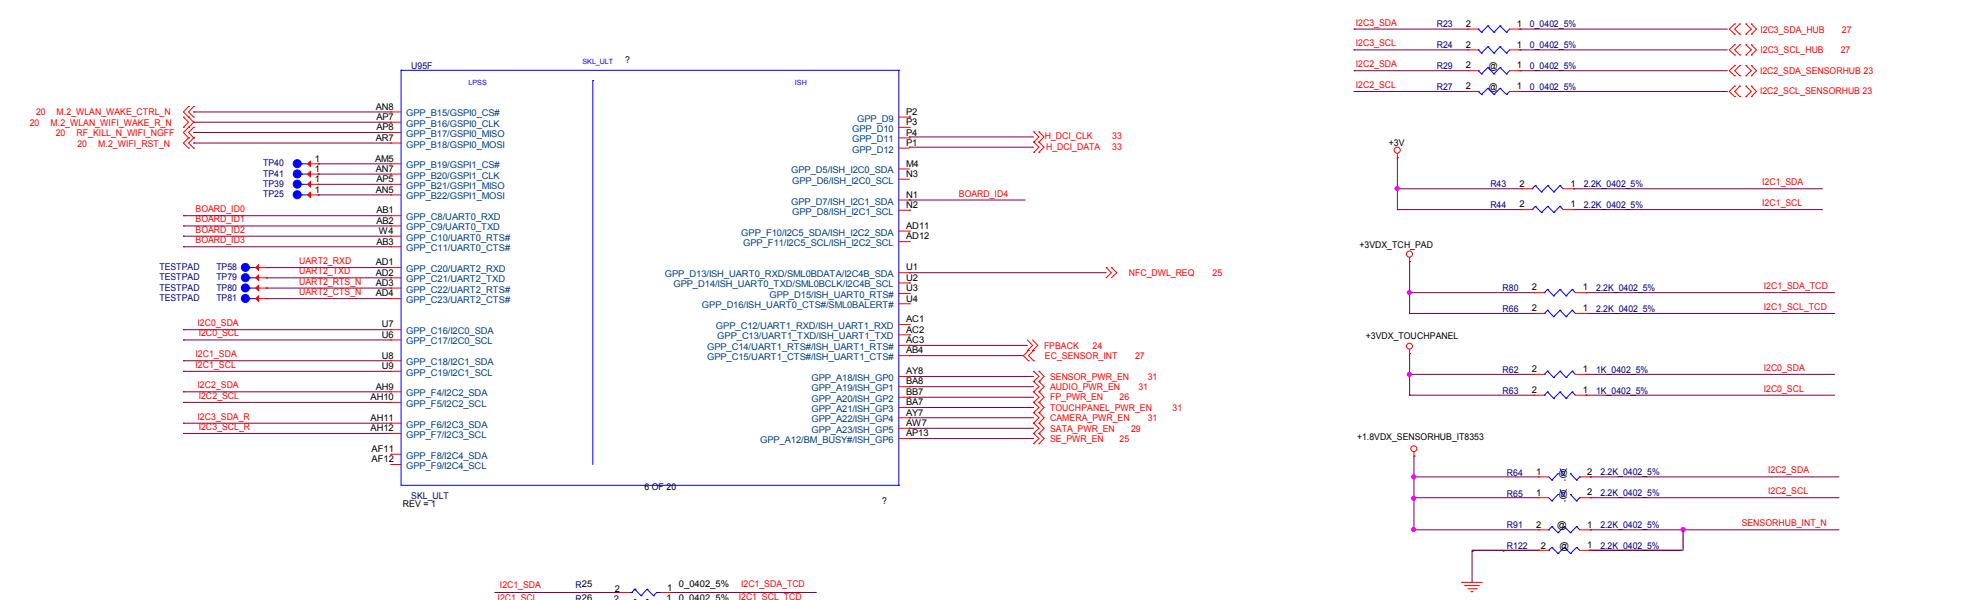 SKL_ULT ?
U95F
LPSS ISH
20 M.2_WLAN_WAKE_CTRL_N AN8 GPP_B15/GSPI0_CS#
20 M.2_WLAN_WIFI_WAKE_R_N AP7 GPP_B16/GSPI0_CLK
20 RF_KILL_N_WIFI_NGFF AP8 GPP_B17/GSPI0_MISO
20 M.2_WIFI_RST_N AR7 GPP_B18/GSPI0_MOSI
TP40 1 AM5 GPP_B19/GSPI1_CS#
TP41 1 AN7 GPP_B20/GSPI1_CLK
TP39 1 AP5 GPP_B21/GSPI1_MISO
TP25 1 AN5 GPP_B22/GSPI1_MOSI
BOARD_ID0 AB1 GPP_C8/UART0_RXD
BOARD_ID1 AB2 GPP_C9/UART0_TXD
BOARD_ID2 W4 GPP_C10/UART0_RTS#
BOARD_ID3 AB3 GPP_C11/UART0_CTS#
TESTPAD TP58 UART2_RXD AD1 GPP_C20/UART2_RXD
TESTPAD TP79 UART2_TXD AD2 GPP_C21/UART2_TXD
TESTPAD TP80 UART2_RTS_N AD3 GPP_C22/UART2_RTS#
TESTPAD TP81 UART2_CTS_N AD4 GPP_C23/UART2_CTS#
I2C0_SDA U7 GPP_C16/I2C0_SDA
I2C0_SCL U6 GPP_C17/I2C0_SCL
I2C1_SDA U8 GPP_C18/I2C1_SDA
I2C1_SCL U9 GPP_C19/I2C1_SCL
I2C2_SDA AH9 GPP_F4/I2C2_SDA
I2C2_SCL AH10 GPP_F5/I2C2_SCL
I2C3_SDA_R AH11 GPP_F6/I2C3_SDA
I2C3_SCL_R AH12 GPP_F7/I2C3_SCL
AF11 GPP_F8/I2C4_SDA
AF12 GPP_F9/I2C4_SCL
GPP_D9 P2
GPP_D10 P3
GPP_D11 P4 H_DCI_CLK 33
GPP_D12 P1 H_DCI_DATA 33
GPP_D5/ISH_I2C0_SDA M4
GPP_D6/ISH_I2C0_SCL N3
GPP_D7/ISH_I2C1_SDA N1 BOARD_ID4
GPP_D8/ISH_I2C1_SCL N2
GPP_F10/I2C5_SDA/ISH_I2C2_SDA AD11
GPP_F11/I2C5_SCL/ISH_I2C2_SCL AD12
GPP_D13/ISH_UART0_RXD/SML0BDATA/I2C4B_SDA U1 NFC_DWL_REQ 25
GPP_D14/ISH_UART0_TXD/SML0BCLK/I2C4B_SCL U2
GPP_D15/ISH_UART0_RTS# U3
GPP_D16/ISH_UART0_CTS#/SML0BALERT# U4
GPP_C12/UART1_RXD/ISH_UART1_RXD AC1
GPP_C13/UART1_TXD/ISH_UART1_TXD AC2
GPP_C14/UART1_RTS#/ISH_UART1_RTS# AC3 FPBACK 24
GPP_C15/UART1_CTS#/ISH_UART1_CTS# AB4 EC_SENSOR_INT 27
GPP_A18/ISH_GP0 AY8 SENSOR_PWR_EN 31
GPP_A19/ISH_GP1 BA8 AUDIO_PWR_EN 31
GPP_A20/ISH_GP2 BB7 FP_PWR_EN 26
GPP_A21/ISH_GP3 BA7 TOUCHPANEL_PWR_EN 31
GPP_A22/ISH_GP4 AY7 CAMERA_PWR_EN 31
GPP_A23/ISH_GP5 AW7 SATA_PWR_EN 29
GPP_A12/BM_BUSY#/ISH_GP6 AP13 SE_PWR_EN 25
6 OF 20
SKL_ULT ?
REV = 1
I2C1_SDA R25 2 1 0_0402_5% I2C1_SDA_TCD
I2C1_SCL R26 2 1 0_0402_5% I2C1_SCL_TCD
I2C3_SDA R23 2 1 0_0402_5% I2C3_SDA_HUB 27
I2C3_SCL R24 2 1 0_0402_5% I2C3_SCL_HUB 27
I2C2_SDA R29 2 @ 1 0_0402_5% I2C2_SDA_SENSORHUB 23
I2C2_SCL R27 2 @ 1 0_0402_5% I2C2_SCL_SENSORHUB 23
+3V
R43 2 1 2.2K_0402_5% I2C1_SDA
R44 2 1 2.2K_0402_5% I2C1_SCL
+3VDX_TCH_PAD
R80 2 1 2.2K_0402_5% I2C1_SDA_TCD
R66 2 1 2.2K_0402_5% I2C1_SCL_TCD
+3VDX_TOUCHPANEL
R62 2 1 1K_0402_5% I2C0_SDA
R63 2 1 1K_0402_5% I2C0_SCL
+1.8VDX_SENSORHUB_IT8353
R64 1 @ 2 2.2K_0402_5% I2C2_SDA
R65 1 @ 2 2.2K_0402_5% I2C2_SCL
R91 2 @ 1 2.2K_0402_5% SENSORHUB_INT_N
R122 2 @ 1 2.2K_0402_5%